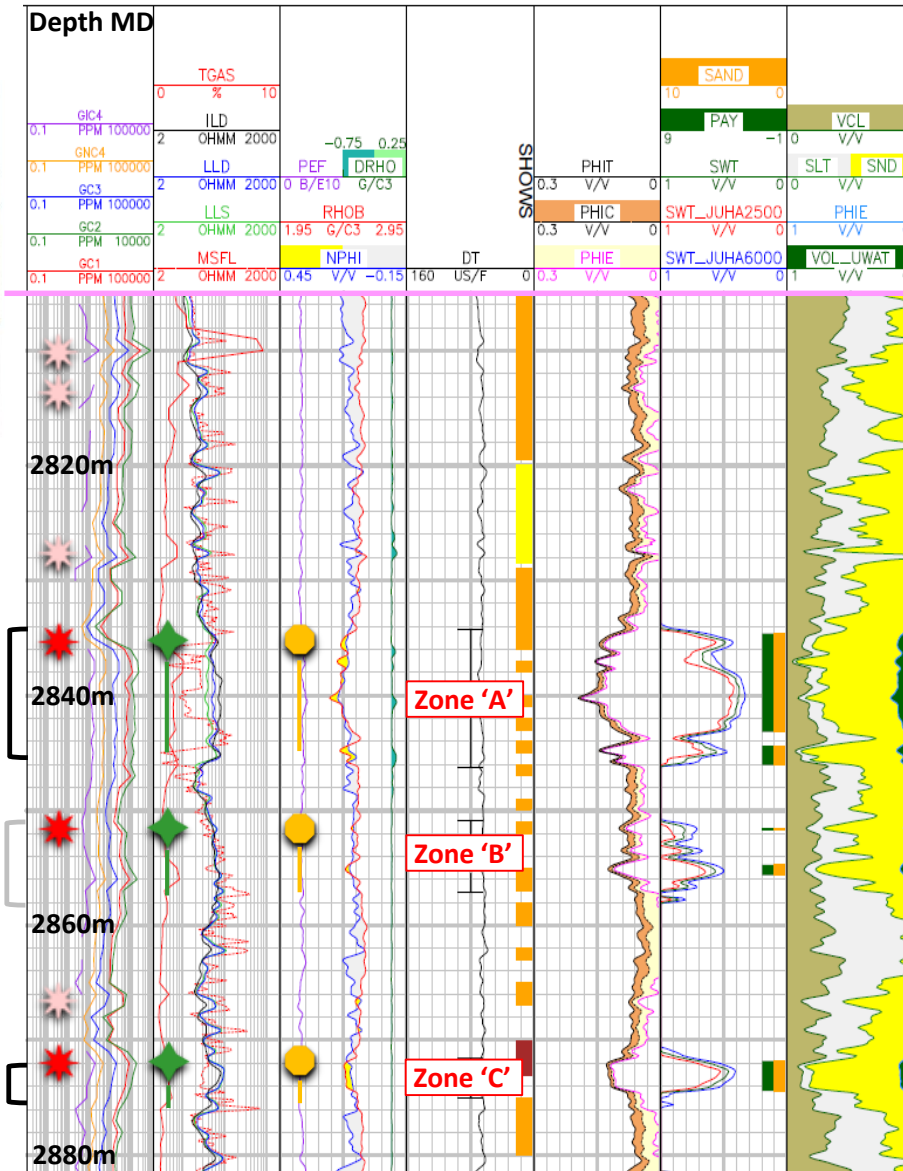 Depth MD
GIC4
0.1 PPM 100000
GNC4
0.1 PPM 100000
GC3
0.1 PPM 100000
GC2
0.1 PPM 10000
GC1
0.1 PPM 100000
TGAS
0 % 10
ILD
2 OHMM 2000
LLD
2 OHMM 2000
LLS
2 OHMM 2000
MSFL
2 OHMM 2000
-0.75 0.25
PEF DRHO
0 B/E10 G/C3
RHOB
1.95 G/C3 2.95
NPHI
0.45 V/V -0.15
DT
160 US/F 0
SHOWS
PHIT
0.3 V/V 0
PHIC
0.3 V/V 0
PHIE
0.3 V/V 0
SAND
10 0
PAY
9 -1
SWT
1 V/V 0
SWT_JUHA2500
1 V/V 0
SWT_JUHA6000
1 V/V 0
VCL
0 V/V
SLT SND
0 V/V
PHIE
1 V/V
VOL_UWAT
1 V/V
2820m
2840m
Zone 'A'
Zone 'B'
2860m
Zone 'C'
2880m